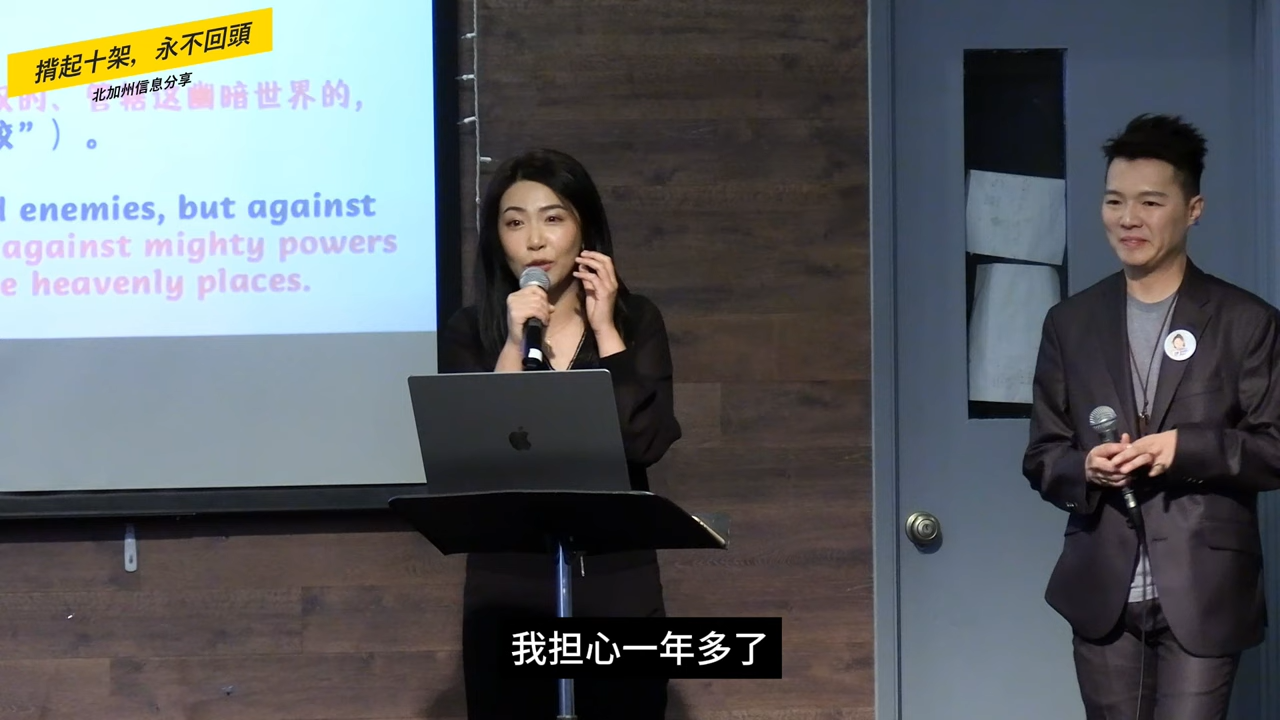 揹起十架，永不回頭
北加州信息分享
的、管辖这幽暗世界的,
”）。
enemies, but against
against mighty powers
heavenly places.
我担心一年多了